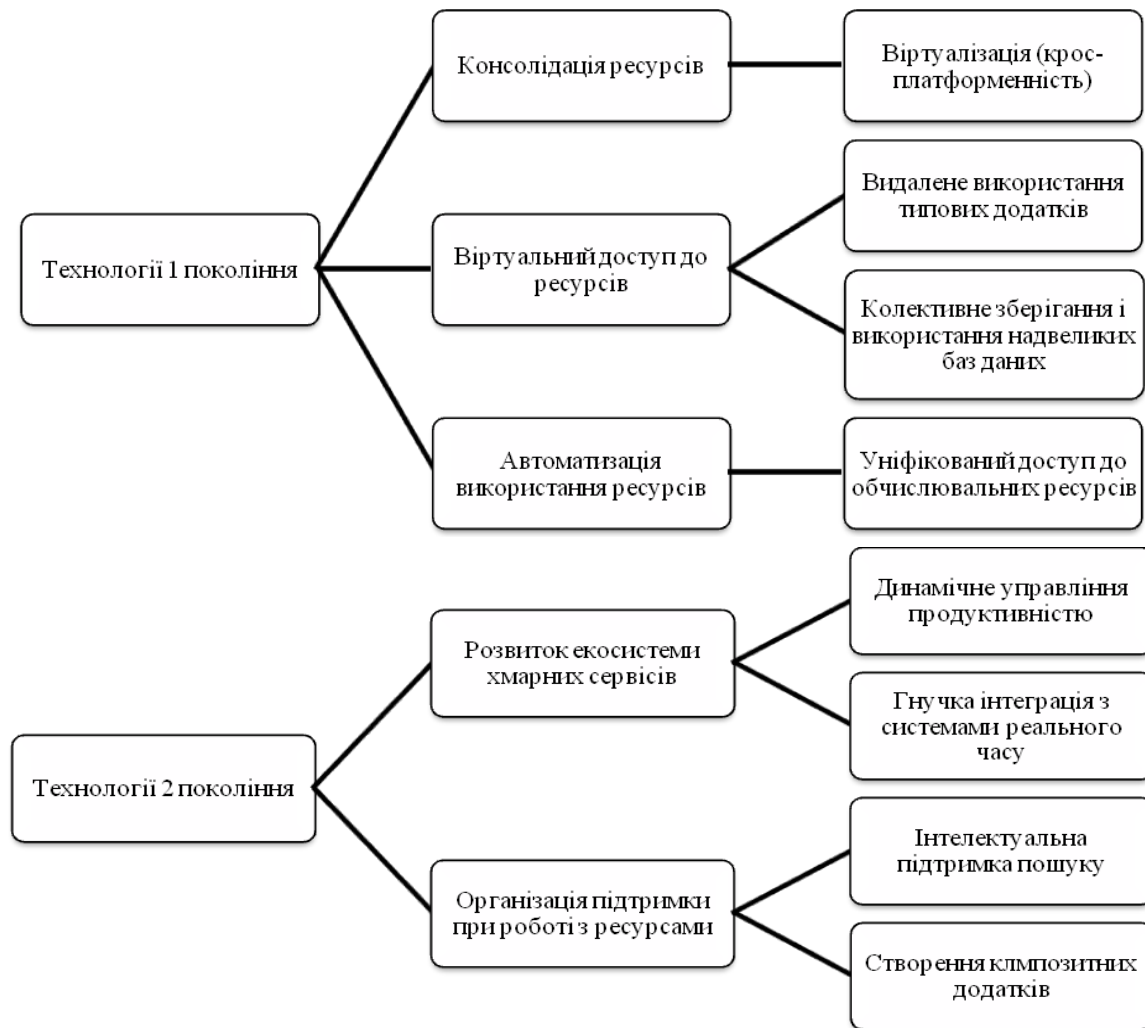 Консолідація ресурсів
Віртуалізація (крос-
платформенність)
Технології 1 покоління
Віртуальний доступ до
ресурсів
Видалене використання
типових додатків
Колективне зберігання і
використання надвеликих
баз даних
Автоматизація
використання ресурсів
Уніфікований доступ до
обчислювальних ресурсів
Технології 2 покоління
Розвиток екосистеми
хмарних сервісів
Динамічне управління
продуктивністю
Гнучка інтеграція з
системами реального
часу
Організація підтримки
при роботі з ресурсами
Інтелектуальна
підтримка пошуку
Створення клмпозитних
додатків